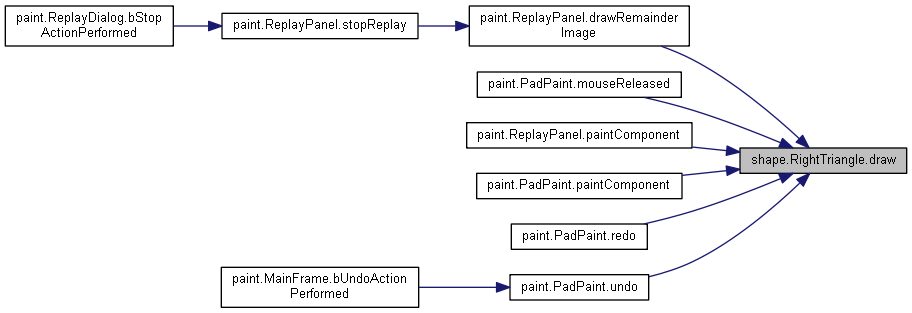 paint.ReplayDialog.bStop
ActionPerformed
paint.ReplayPanel.stopReplay
paint.ReplayPanel.drawRemainder
Image
paint.PadPaint.mouseReleased
paint.ReplayPanel.paintComponent
shape.RightTriangle.draw
paint.PadPaint.paintComponent
paint.PadPaint.redo
paint.MainFrame.bUndoAction
Performed
paint.PadPaint.undo